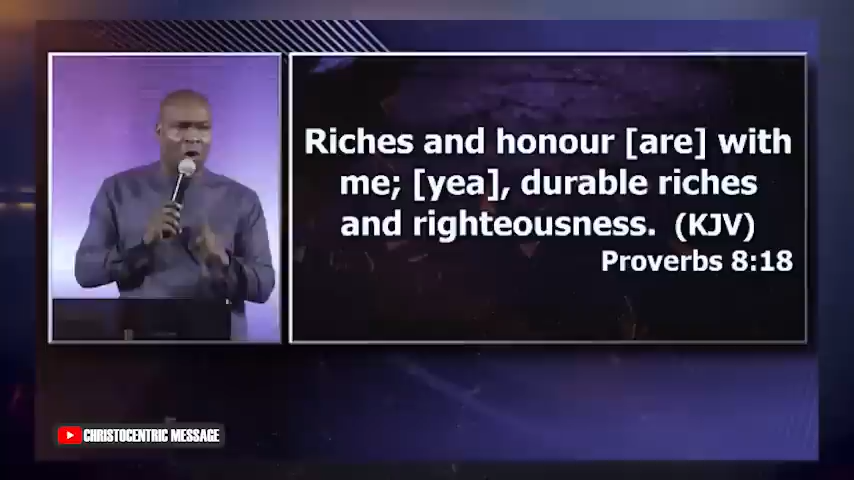 Riches and honour [are] with
me; [yea], durable riches
and righteousness. (KJV)
Proverbs 8:18
CHRISTOCENTRIC MESSAGE